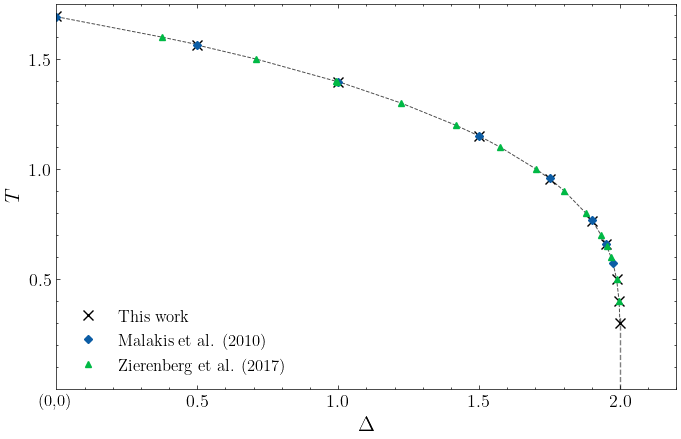 1.5
1.0
T
0.5
This work
Malakis et al. (2010)
Zierenberg et al. (2017)
(0,0) 0.5 1.0 1.5 2.0
Δ